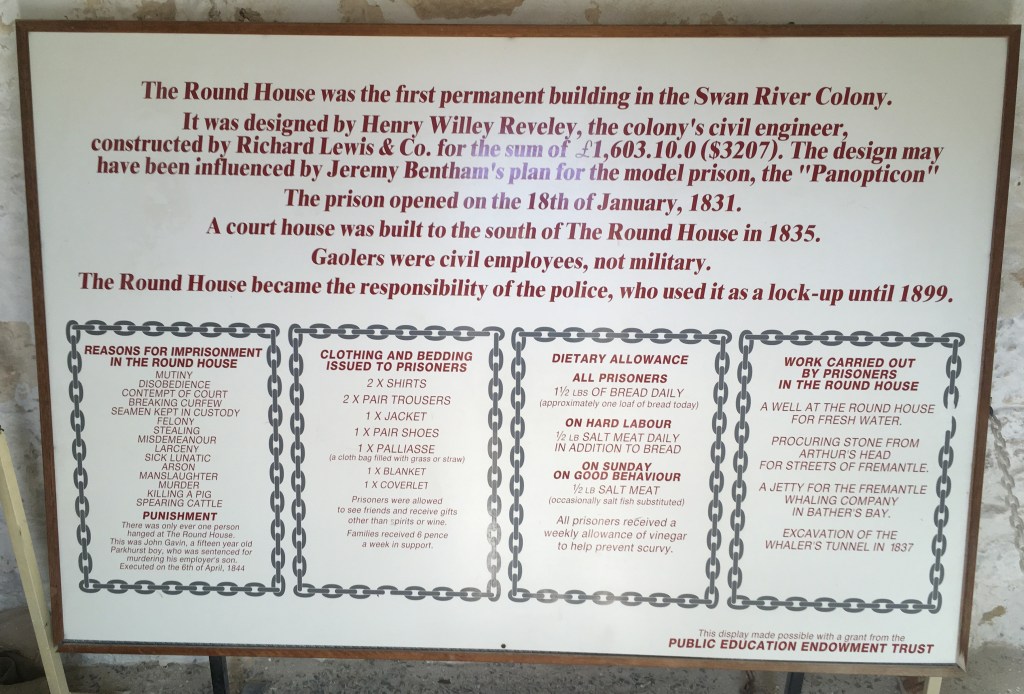 The Round House was the first permanent building in the Swan River Colony.
It was designed by Henry Willey Reveley, the colony's civil engineer,
constructed by Richard Lewis & Co. for the sum of £1,603.10.0 ($3207). The design may
have been influenced by Jeremy Bentham's plan for the model prison, the "Panopticon"
The prison opened on the 18th of January, 1831.
A court house was built to the south of The Round House in 1835.
Gaolers were civil employees, not military.
The Round House became the responsibility of the police, who used it as a lock-up until 1899.
REASONS FOR IMPRISONMENT
IN THE ROUND HOUSE
MUTINY
DISOBEDIENCE
CONTEMPT OF COURT
BREAKING CURFEW
SEAMEN KEPT IN CUSTODY
FELONY
STEALING
MISDEMEANOUR
LARCENY
SICK LUNATIC
ARSON
MANSLAUGHTER
MURDER
KILLING A PIG
SPEARING CATTLE
PUNISHMENT
There was only ever one person
hanged at The Round House.
This was John Gavin, a fifteen year old
Parkhurst boy, who was sentenced for
murdering his employer's son.
Executed on the 6th of April, 1844
CLOTHING AND BEDDING
ISSUED TO PRISONERS
2 X SHIRTS
2 X PAIR TROUSERS
1 X JACKET
1 X PAIR SHOES
1 X PALLIASSE
(a cloth bag filled with grass or straw)
1 X BLANKET
1 X COVERLET
Prisoners were allowed
to see friends and receive gifts
other than spirits or wine.
Families received 6 pence
a week in support.
DIETARY ALLOWANCE
ALL PRISONERS
1½ LBS OF BREAD DAILY
(approximately one loaf of bread today)
ON HARD LABOUR
½ LB SALT MEAT DAILY
IN ADDITION TO BREAD
ON SUNDAY
ON GOOD BEHAVIOUR
½ LB SALT MEAT
(occasionally salt fish substituted)
All prisoners received a
weekly allowance of vinegar
to help prevent scurvy.
WORK CARRIED OUT
BY PRISONERS
IN THE ROUND HOUSE
A WELL AT THE ROUND HOUSE
FOR FRESH WATER.
PROCURING STONE FROM
ARTHUR'S HEAD
FOR STREETS OF FREMANTLE.
A JETTY FOR THE FREMANTLE
WHALING COMPANY
IN BATHER'S BAY.
EXCAVATION OF THE
WHALER'S TUNNEL IN 1837
This display made possible with a grant from the
PUBLIC EDUCATION ENDOWMENT TRUST